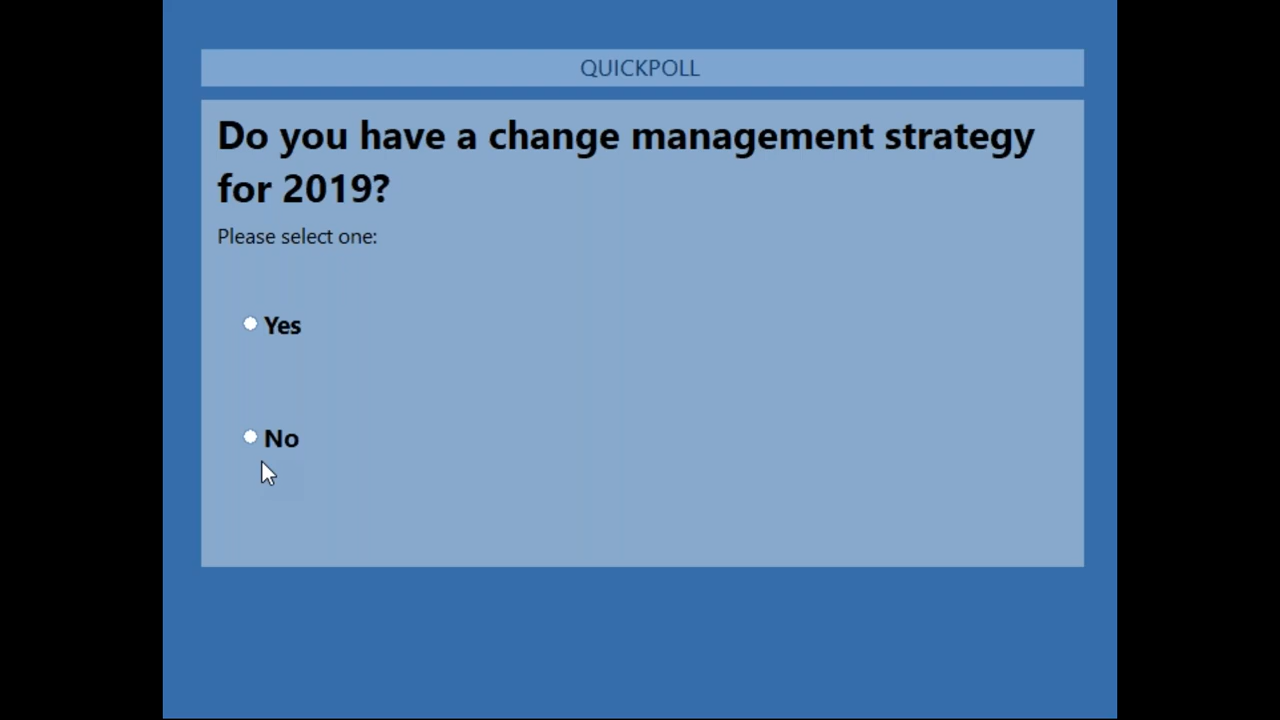 QUICKPOLL
Do you have a change management strategy
for 2019?
Please select one:
Yes
No